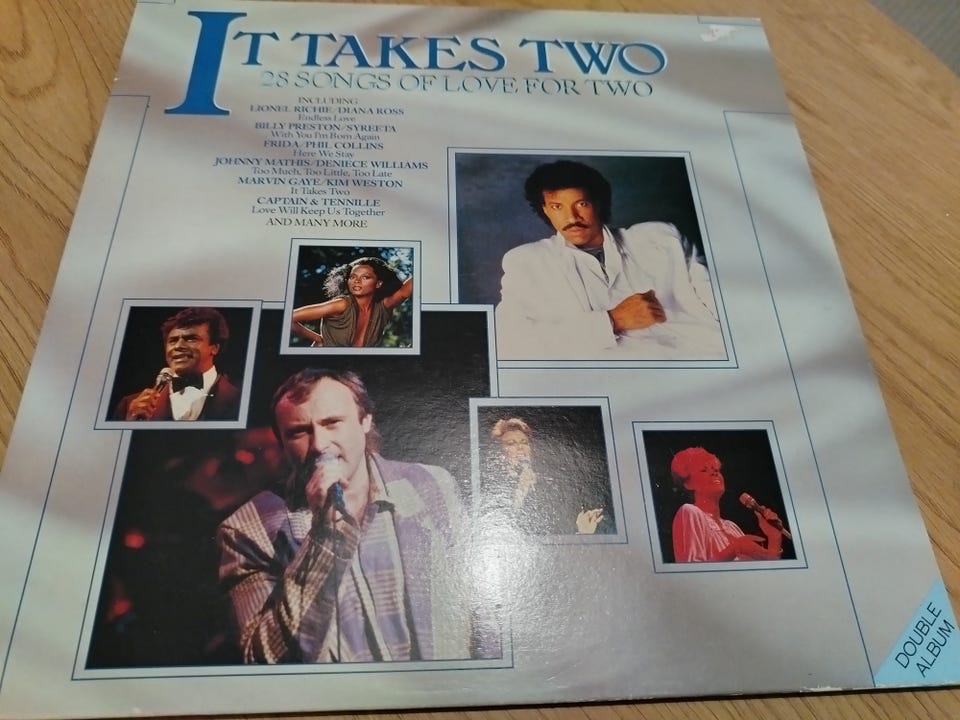 IT TAKES TWO
28 SONGS OF LOVE FOR TWO
INCLUDING
LIONEL RICHIE/DIANA ROSS
Endless Love
BILLY PRESTON/SYREETA
With You I'm Born Again
FRIDA/PHIL COLLINS
Here We Stay
JOHNNY MATHIS/DENIECE WILLIAMS
Too Much, Too Little, Too Late
MARVIN GAYE/KIM WESTON
It Takes Two
CAPTAIN & TENNILLE
Love Will Keep Us Together
AND MANY MORE
DOUBLE
ALBUM